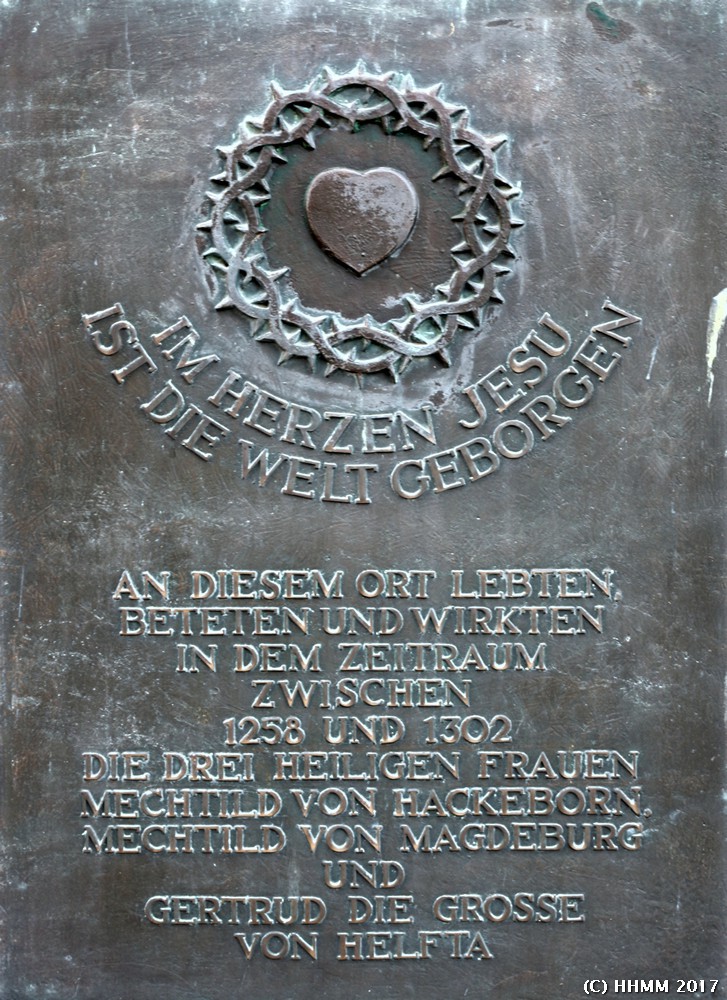 IM HERZEN JESU
IST DIE WELT GEBORGEN
AN DIESEM ORT LEBTEN,
BETETEN UND WIRKTEN
IN DEM ZEITRAUM
ZWISCHEN
1258 UND 1302
DIE DREI HEILIGEN FRAUEN
MECHTILD VON HACKEBORN,
MECHTILD VON MAGDEBURG
UND
GERTRUD DIE GROSSE
VON HELFTA
(C) HHMM 2017